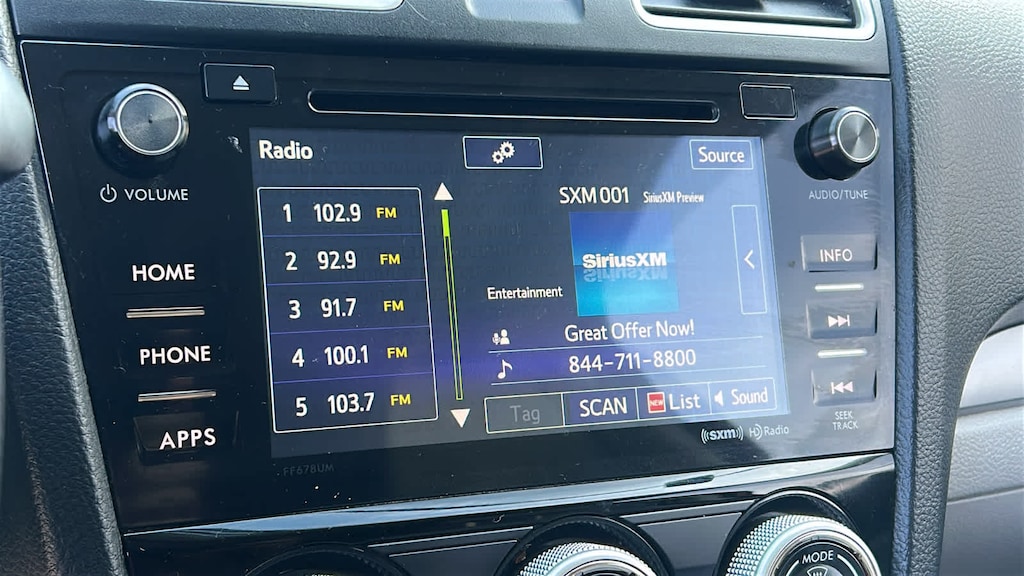 Radio
Source
VOLUME
AUDIO/TUNE
1 102.9 FM
2 92.9 FM
3 91.7 FM
4 100.1 FM
5 103.7 FM
SXM 001 SiriusXM Preview
SiriusXM
Entertainment
Great Offer Now!
844-711-8800
Tag SCAN NEW List Sound
HOME
PHONE
APPS
INFO
SEEK
TRACK
((sxm)) HD Radio
FF678UM
MODE